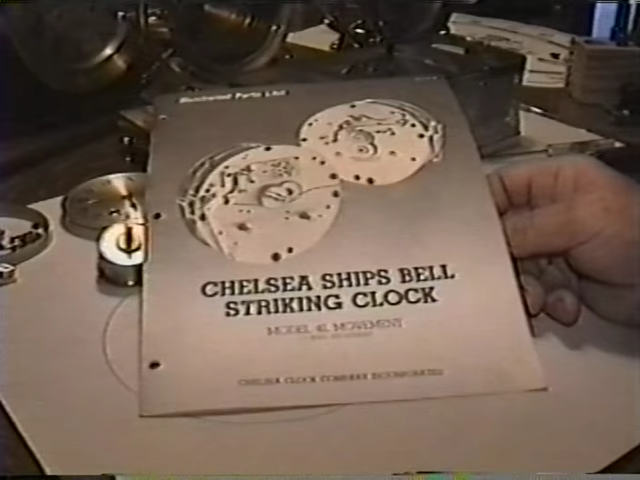 Illustrated Parts List
CHELSEA SHIPS BELL
STRIKING CLOCK
MODEL 4L MOVEMENT
CHELSEA CLOCK COMPANY INCORPORATED